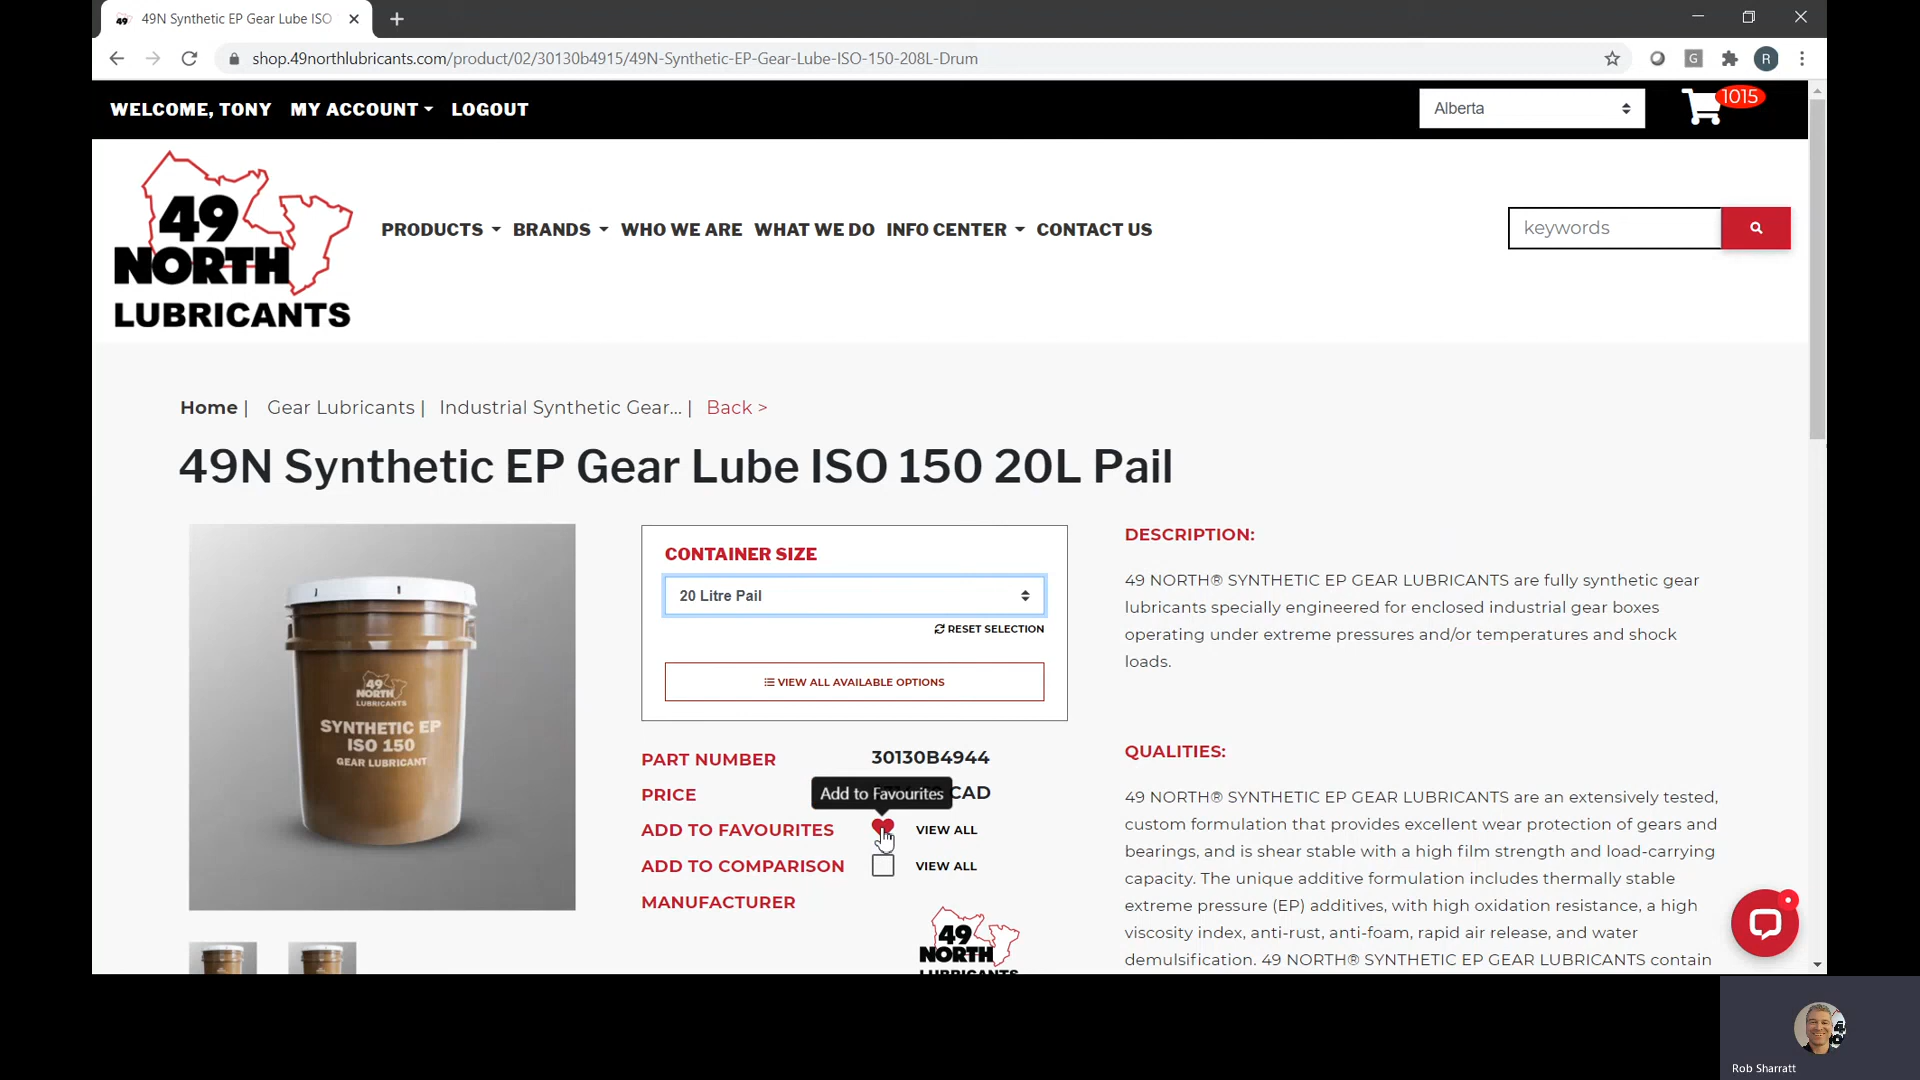 49N Synthetic EP Gear Lube ISO
shop.49northlubricants.com/product/02/30130b4915/49N-Synthetic-EP-Gear-Lube-ISO-150-208L-Drum
G
R
WELCOME, TONY MY ACCOUNT LOGOUT
Alberta
1015
49
NORTH
LUBRICANTS
PRODUCTS BRANDS WHO WE ARE WHAT WE DO INFO CENTER CONTACT US
keywords
Home | Gear Lubricants | Industrial Synthetic Gear... | Back >
49N Synthetic EP Gear Lube ISO 150 20L Pail
49
NORTH
LUBRICANTS
SYNTHETIC EP
ISO 150
GEAR LUBRICANT
CONTAINER SIZE
20 Litre Pail
RESET SELECTION
VIEW ALL AVAILABLE OPTIONS
PART NUMBER 30130B4944
PRICE CAD
Add to Favourites
ADD TO FAVOURITES VIEW ALL
ADD TO COMPARISON VIEW ALL
MANUFACTURER
49
NORTH
LUBRICANTS
DESCRIPTION:
49 NORTH® SYNTHETIC EP GEAR LUBRICANTS are fully synthetic gear
lubricants specially engineered for enclosed industrial gear boxes
operating under extreme pressures and/or temperatures and shock
loads.
QUALITIES:
49 NORTH® SYNTHETIC EP GEAR LUBRICANTS are an extensively tested,
custom formulation that provides excellent wear protection of gears and
bearings, and is shear stable with a high film strength and load-carrying
capacity. The unique additive formulation includes thermally stable
extreme pressure (EP) additives, with high oxidation resistance, a high
viscosity index, anti-rust, anti-foam, rapid air release, and water
demulsification. 49 NORTH® SYNTHETIC EP GEAR LUBRICANTS contain
Rob Sharratt